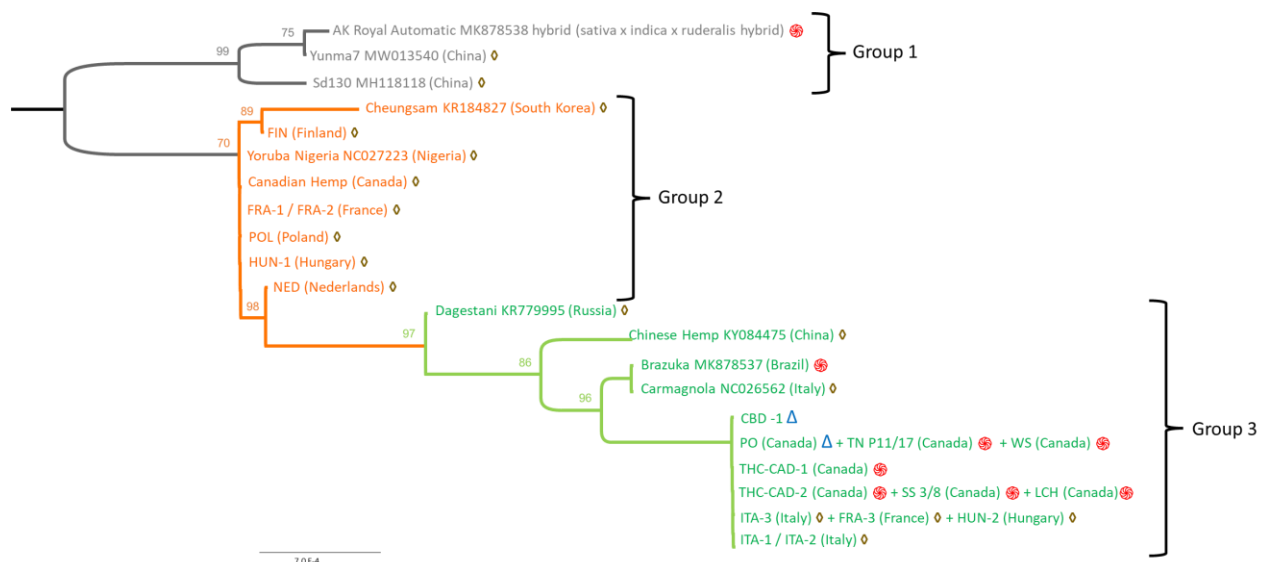 75
AK Royal Automatic MK878538 hybrid (sativa x indica x ruderalis hybrid)
99
Yunma7 MW013540 (China) ◊
Group 1
Sd130 MH118118 (China) ◊
89
Cheungsam KR184827 (South Korea) ◊
FIN (Finland) ◊
70
Yoruba Nigeria NC027223 (Nigeria) ◊
Canadian Hemp (Canada) ◊
Group 2
FRA-1 / FRA-2 (France) ◊
POL (Poland) ◊
HUN-1 (Hungary) ◊
NED (Nederlands) ◊
98
Dagestani KR779995 (Russia) ◊
97
Chinese Hemp KY084475 (China) ◊
86
Brazuka MK878537 (Brazil)
Carmagnola NC026562 (Italy) ◊
96
CBD -1 Δ
PO (Canada) Δ + TN P11/17 (Canada) + WS (Canada)
Group 3
THC-CAD-1 (Canada)
THC-CAD-2 (Canada) + SS 3/8 (Canada) + LCH (Canada)
ITA-3 (Italy) ◊ + FRA-3 (France) ◊ + HUN-2 (Hungary) ◊
ITA-1 / ITA-2 (Italy) ◊